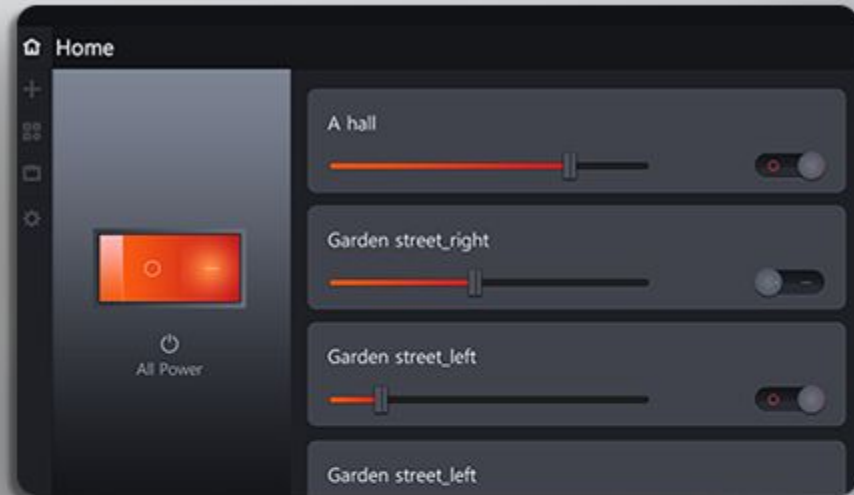 Home
A hall
Garden street_right
Garden street_left
All Power
Garden street_left